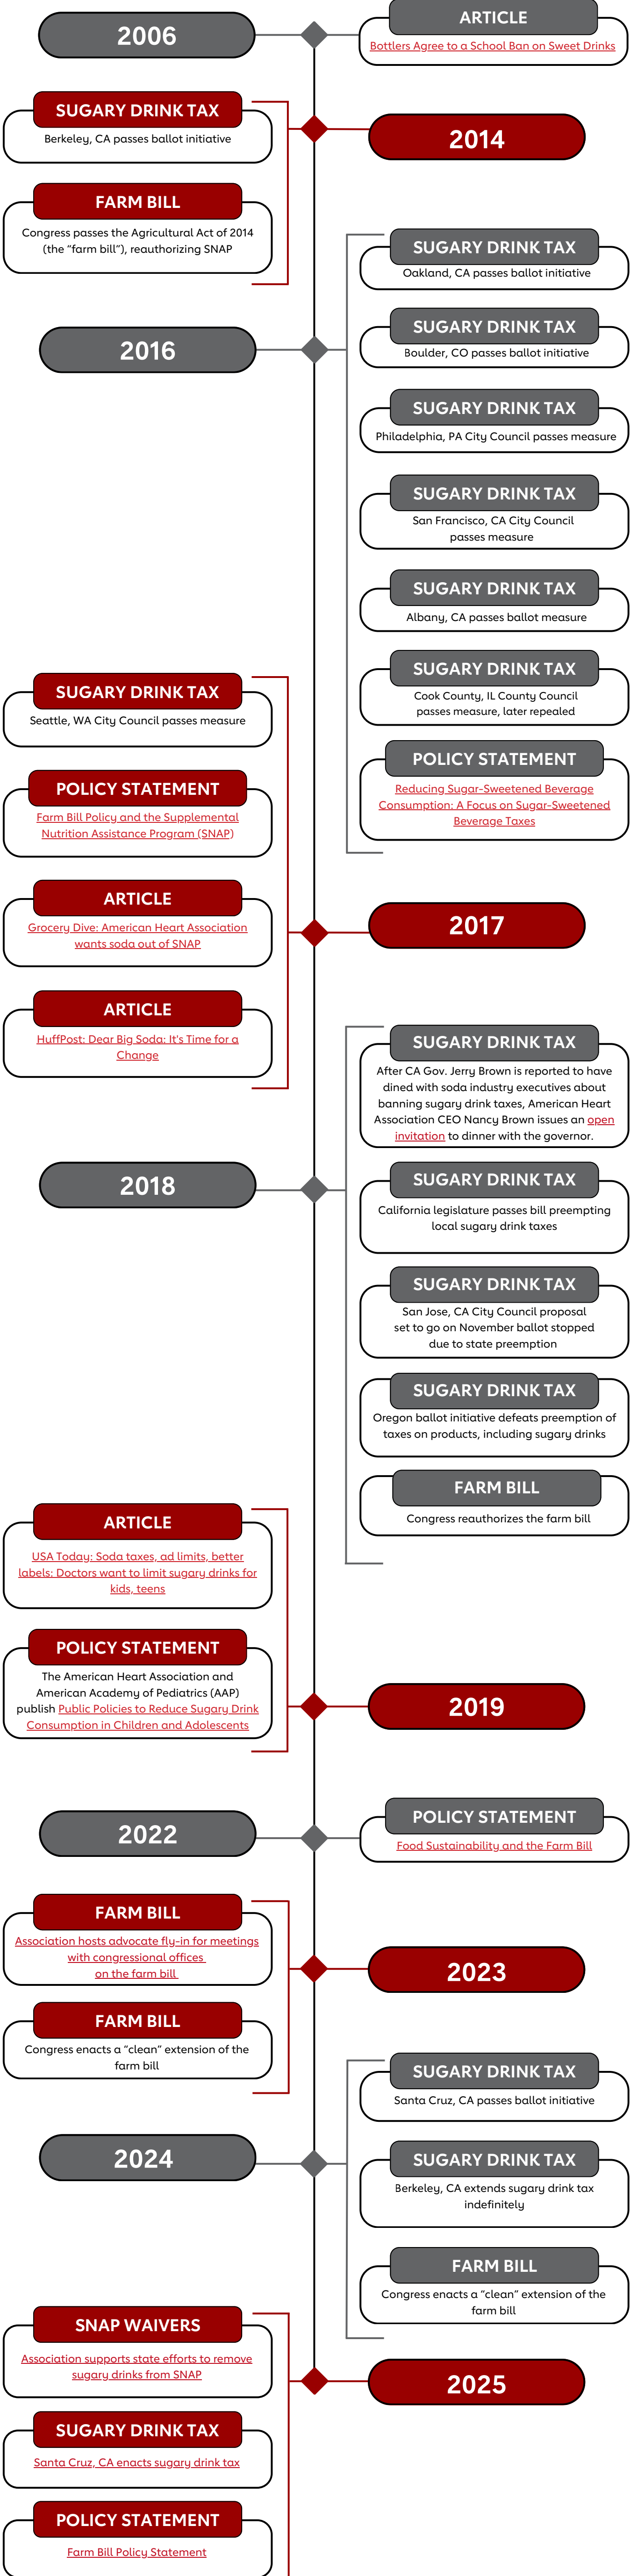 2006
ARTICLE
Bottlers Agree to a School Ban on Sweet Drinks
2014
SUGARY DRINK TAX
Berkeley, CA passes ballot initiative
FARM BILL
Congress passes the Agricultural Act of 2014
(the “farm bill”), reauthorizing SNAP
2016
SUGARY DRINK TAX
Oakland, CA passes ballot initiative
SUGARY DRINK TAX
Boulder, CO passes ballot initiative
SUGARY DRINK TAX
Philadelphia, PA City Council passes measure
SUGARY DRINK TAX
San Francisco, CA City Council
passes measure
SUGARY DRINK TAX
Albany, CA passes ballot measure
SUGARY DRINK TAX
Cook County, IL County Council
passes measure, later repealed
POLICY STATEMENT
Reducing Sugar-Sweetened Beverage
Consumption: A Focus on Sugar-Sweetened
Beverage Taxes
2017
SUGARY DRINK TAX
Seattle, WA City Council passes measure
POLICY STATEMENT
Farm Bill Policy and the Supplemental
Nutrition Assistance Program (SNAP)
ARTICLE
Grocery Dive: American Heart Association
wants soda out of SNAP
ARTICLE
HuffPost: Dear Big Soda: It's Time for a
Change
2018
SUGARY DRINK TAX
After CA Gov. Jerry Brown is reported to have
dined with soda industry executives about
banning sugary drink taxes, American Heart
Association CEO Nancy Brown issues an open
invitation to dinner with the governor.
SUGARY DRINK TAX
California legislature passes bill preempting
local sugary drink taxes
SUGARY DRINK TAX
San Jose, CA City Council proposal
set to go on November ballot stopped
due to state preemption
SUGARY DRINK TAX
Oregon ballot initiative defeats preemption of
taxes on products, including sugary drinks
FARM BILL
Congress reauthorizes the farm bill
2019
ARTICLE
USA Today: Soda taxes, ad limits, better
labels: Doctors want to limit sugary drinks for
kids, teens
POLICY STATEMENT
The American Heart Association and
American Academy of Pediatrics (AAP)
publish Public Policies to Reduce Sugary Drink
Consumption in Children and Adolescents
2022
POLICY STATEMENT
Food Sustainability and the Farm Bill
2023
FARM BILL
Association hosts advocate fly-in for meetings
with congressional offices
on the farm bill
FARM BILL
Congress enacts a “clean” extension of the
farm bill
2024
SUGARY DRINK TAX
Santa Cruz, CA passes ballot initiative
SUGARY DRINK TAX
Berkeley, CA extends sugary drink tax
indefinitely
FARM BILL
Congress enacts a “clean” extension of the
farm bill
2025
SNAP WAIVERS
Association supports state efforts to remove
sugary drinks from SNAP
SUGARY DRINK TAX
Santa Cruz, CA enacts sugary drink tax
POLICY STATEMENT
Farm Bill Policy Statement